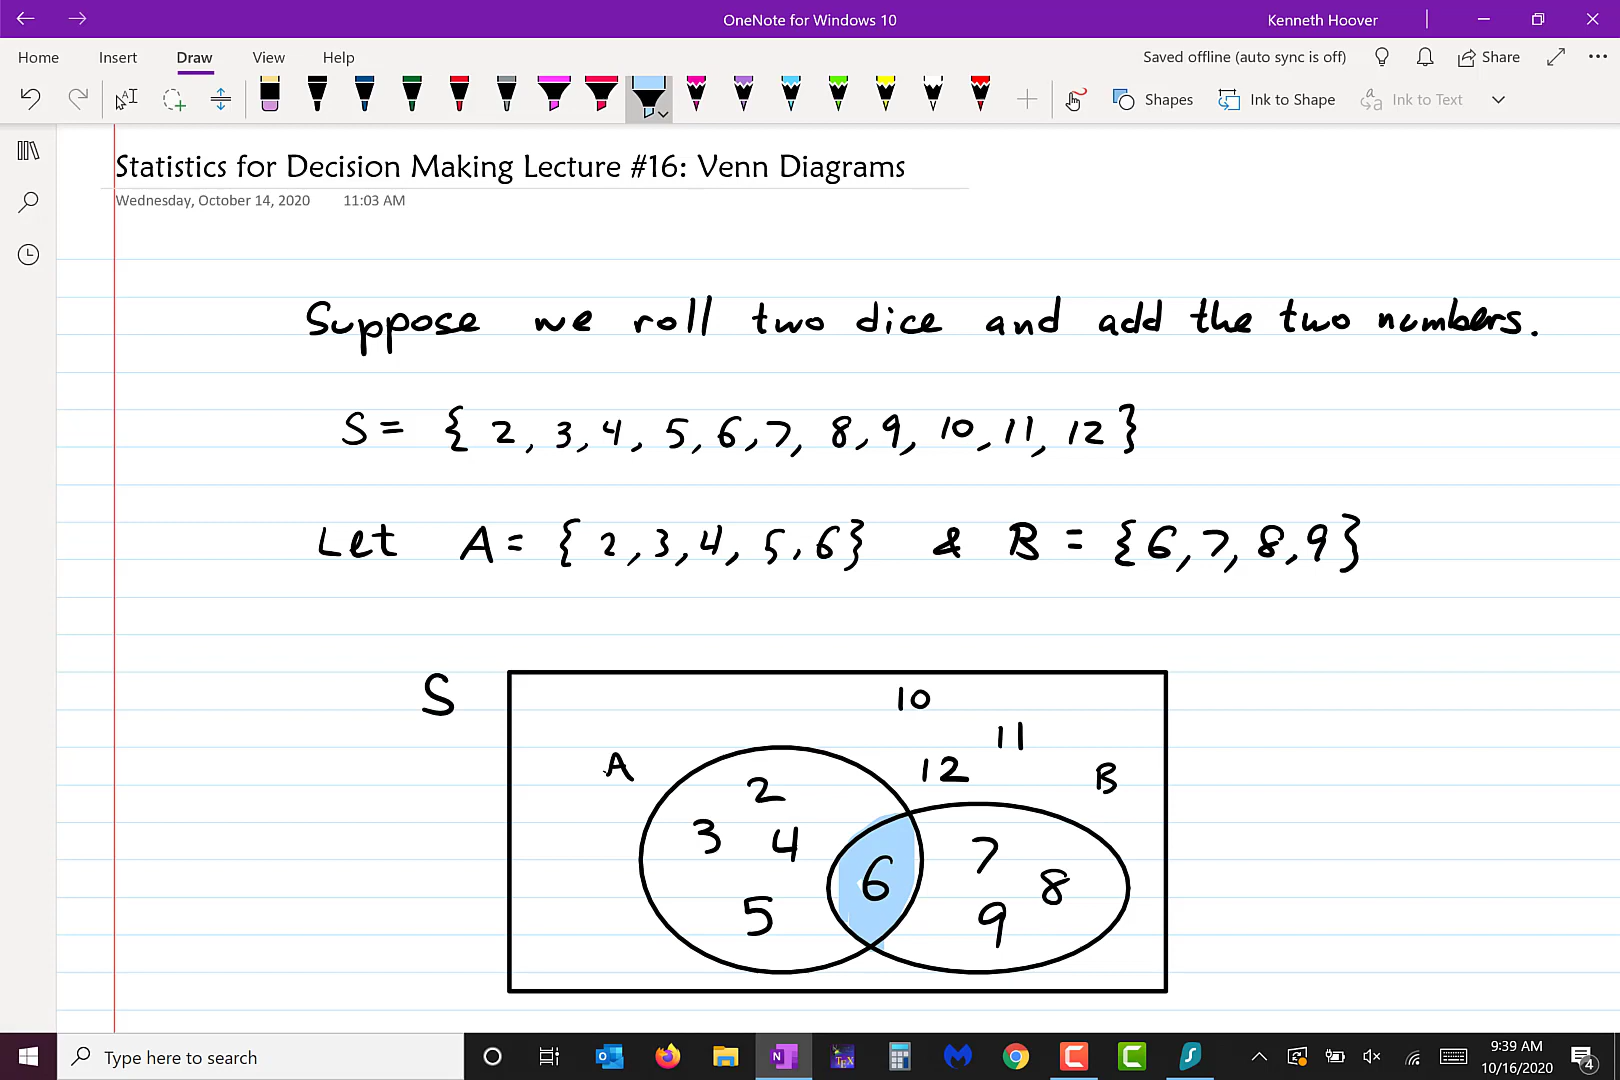 OneNote for Windows 10
Kenneth Hoover
Home Insert Draw View Help
Saved offline (auto sync is off) Share
Shapes Ink to Shape Ink to Text
Statistics for Decision Making Lecture #16: Venn Diagrams
Wednesday, October 14, 2020 11:03 AM
Suppose we roll two dice and add the two numbers.
S = { 2, 3, 4, 5, 6, 7, 8, 9, 10, 11, 12 }
Let A = { 2, 3, 4, 5, 6} & B = {6, 7, 8, 9}
S
10
11
A 12 B
2
3 4 7
6 8
5 9
Type here to search
9:39 AM
10/16/2020
4